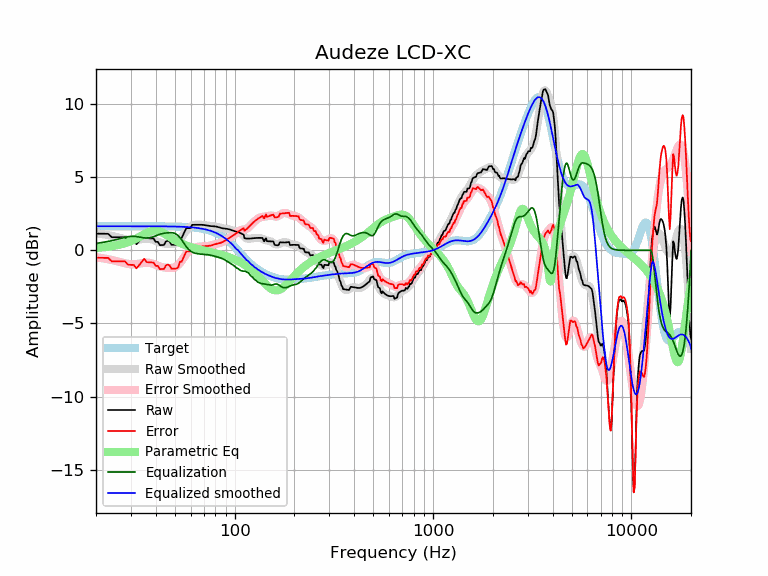 Audeze LCD-XC
Amplitude (dBr)
10
5
0
−5
−10
−15
Target
Raw Smoothed
Error Smoothed
Raw
Error
Parametric Eq
Equalization
Equalized smoothed
100
1000
10000
Frequency (Hz)